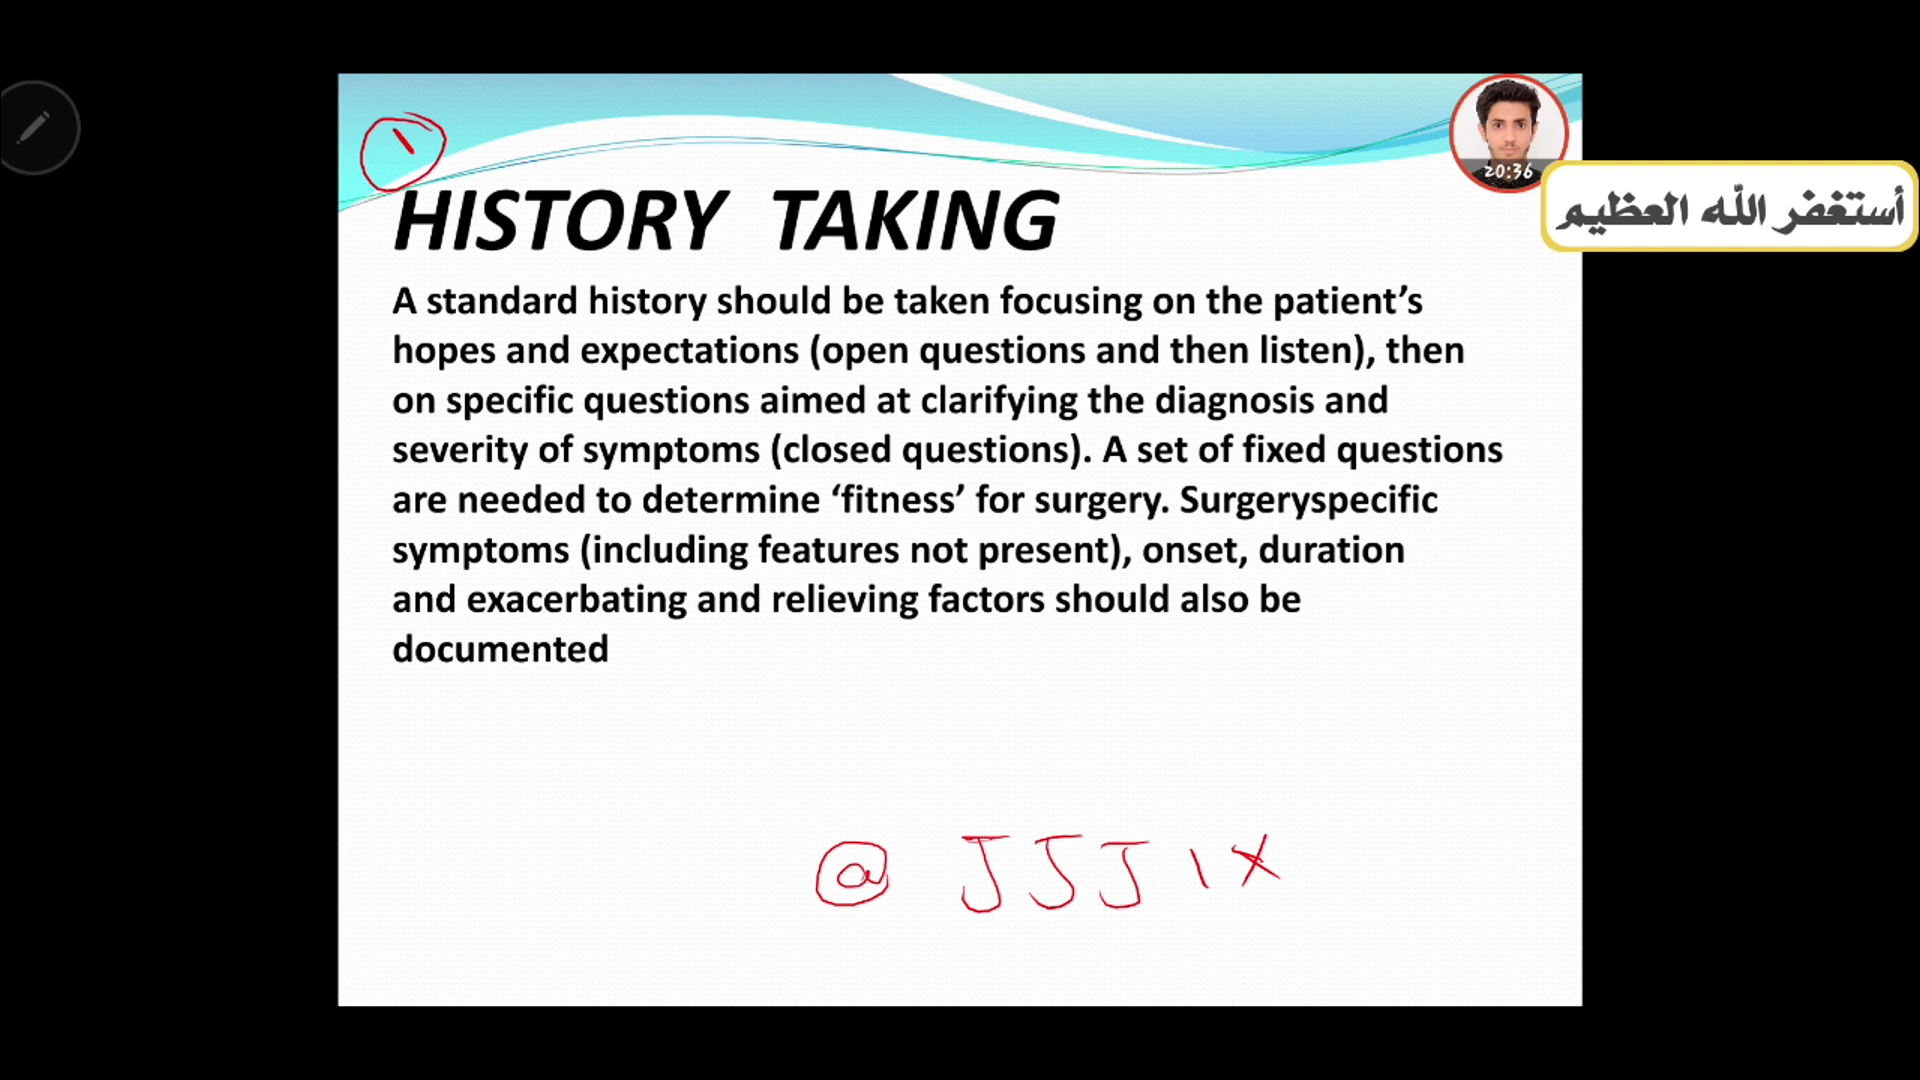 ١
20:36
أستغفر الله العظيم
HISTORY TAKING
A standard history should be taken focusing on the patient’s
hopes and expectations (open questions and then listen), then
on specific questions aimed at clarifying the diagnosis and
severity of symptoms (closed questions). A set of fixed questions
are needed to determine ‘fitness’ for surgery. Surgeryspecific
symptoms (including features not present), onset, duration
and exacerbating and relieving factors should also be
documented
@ JJJ1X